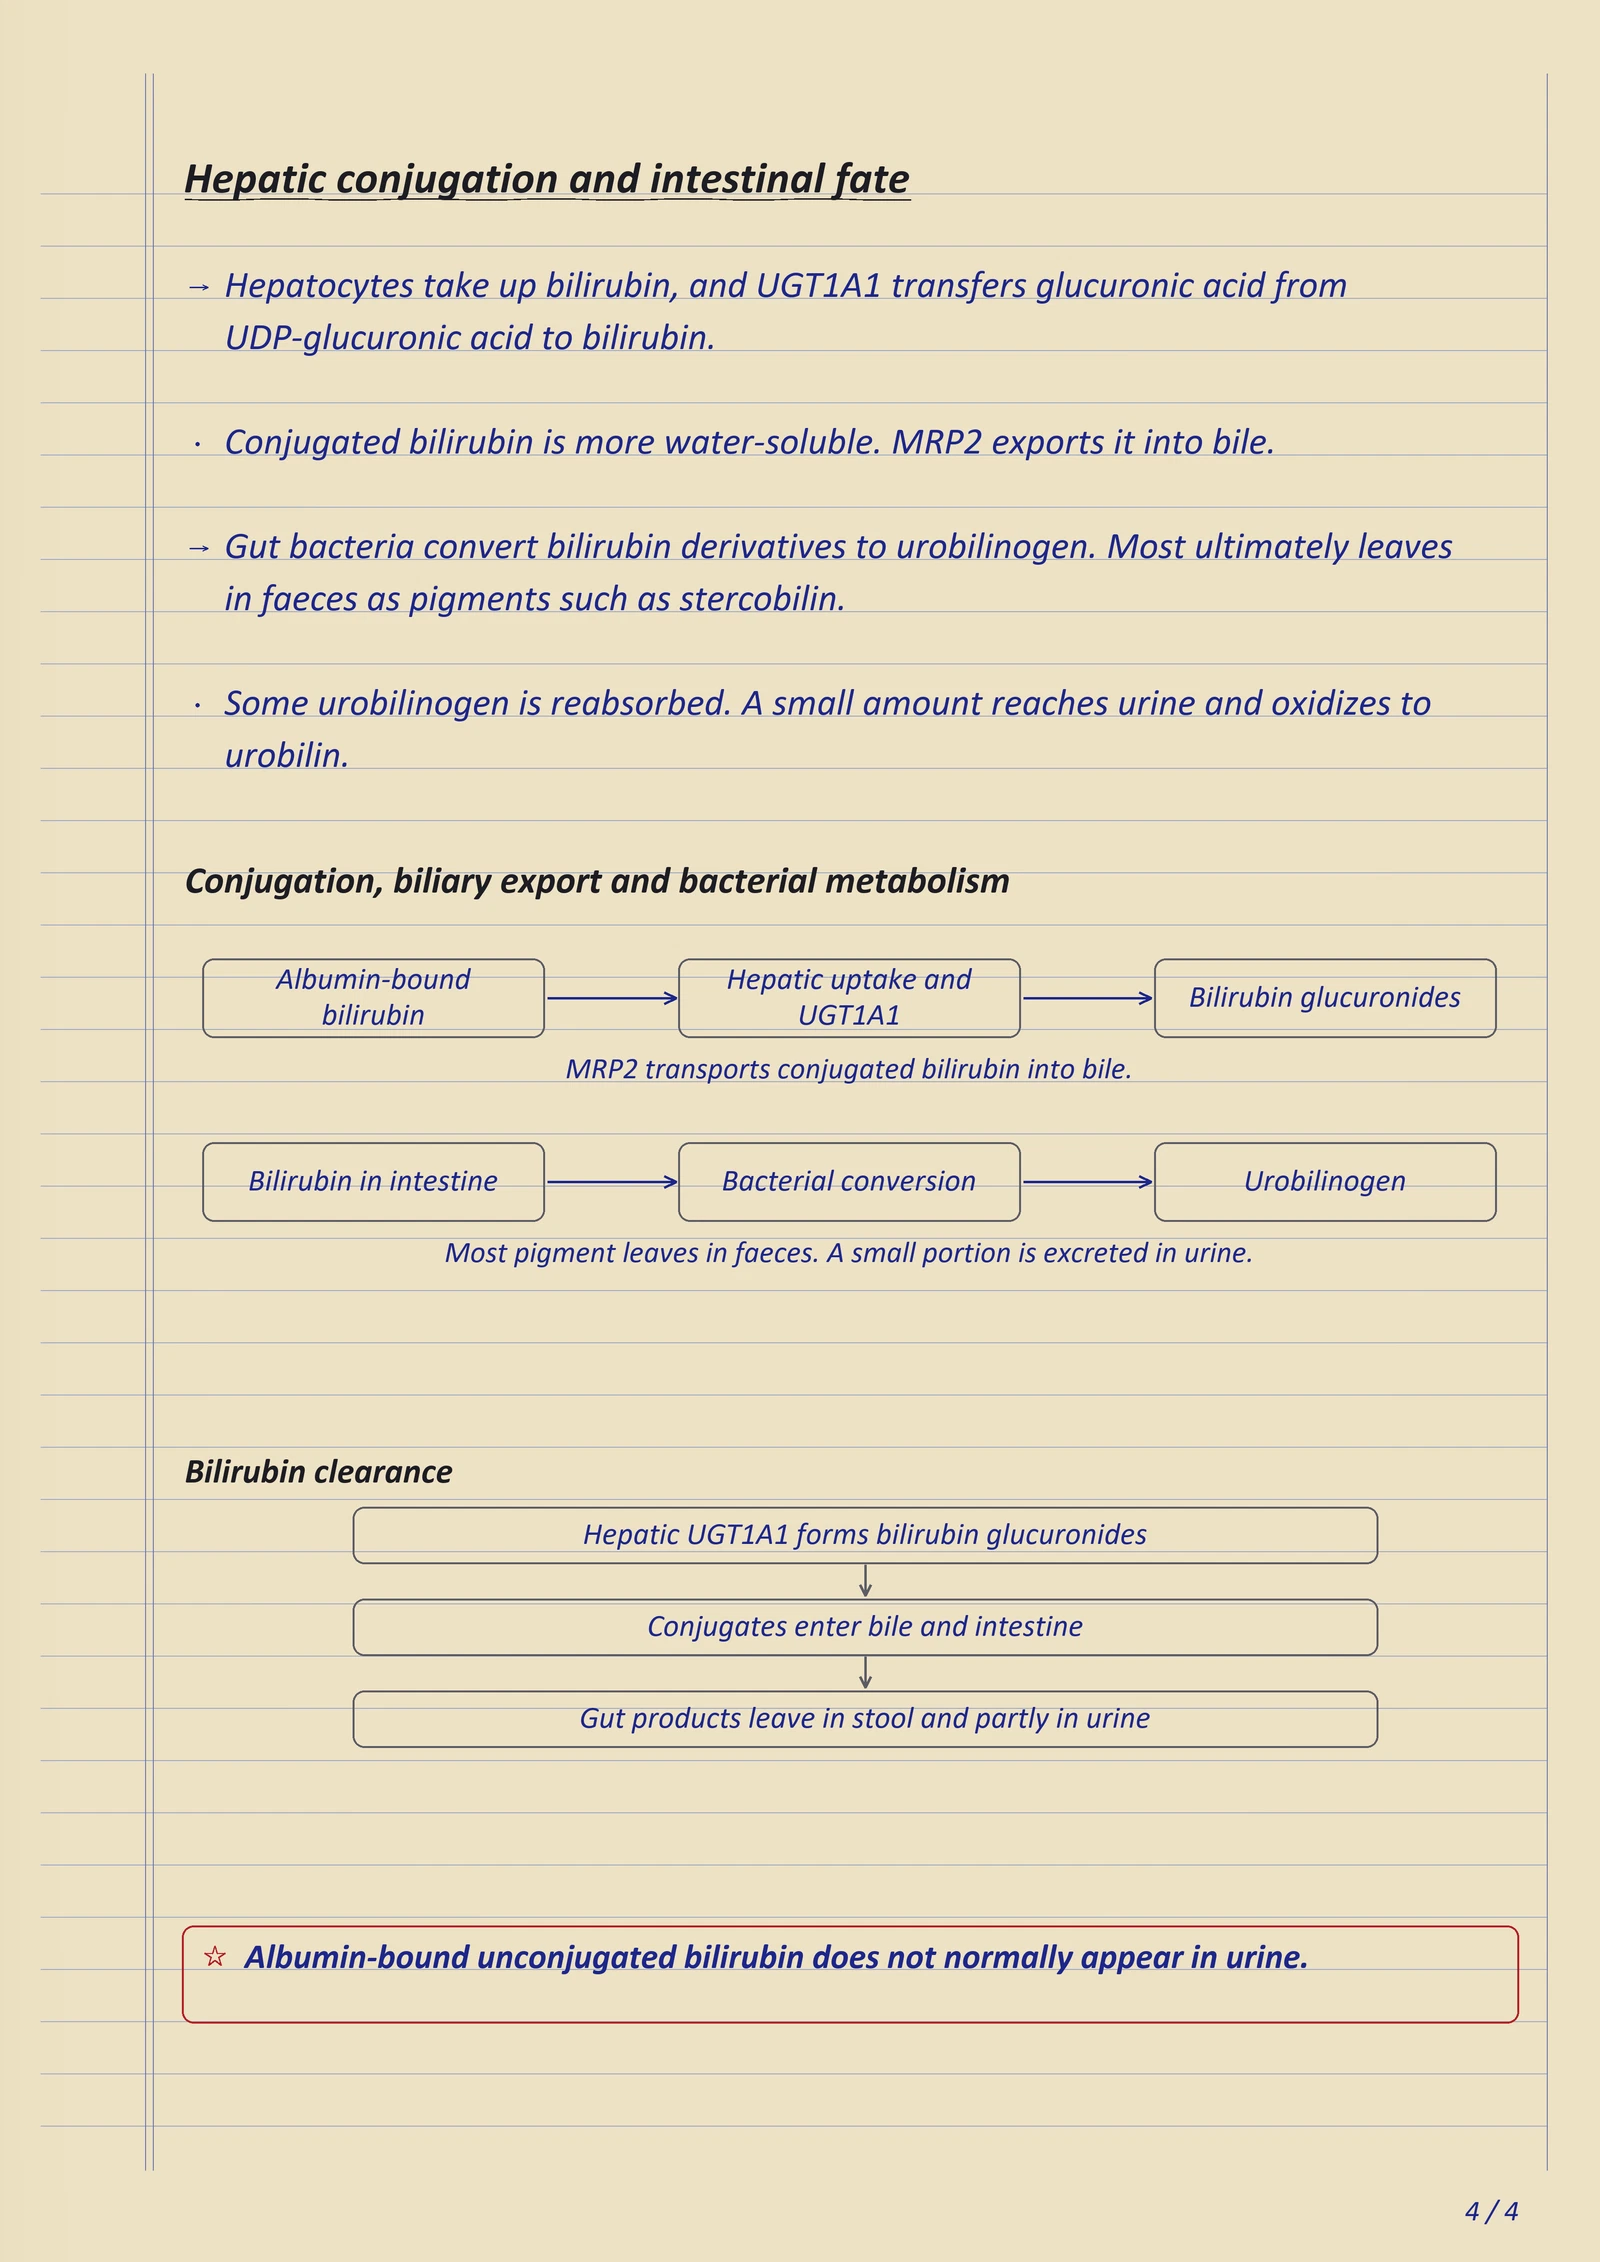 Hepatic conjugation and intestinal fate
→ Hepatocytes take up bilirubin, and UGT1A1 transfers glucuronic acid from
UDP-glucuronic acid to bilirubin.
· Conjugated bilirubin is more water-soluble. MRP2 exports it into bile.
→ Gut bacteria convert bilirubin derivatives to urobilinogen. Most ultimately leaves
in faeces as pigments such as stercobilin.
· Some urobilinogen is reabsorbed. A small amount reaches urine and oxidizes to
urobilin.
Conjugation, biliary export and bacterial metabolism
Albumin-bound
bilirubin
Hepatic uptake and
UGT1A1
Bilirubin glucuronides
MRP2 transports conjugated bilirubin into bile.
Bilirubin in intestine
Bacterial conversion
Urobilinogen
Most pigment leaves in faeces. A small portion is excreted in urine.
Bilirubin clearance
Hepatic UGT1A1 forms bilirubin glucuronides
Conjugates enter bile and intestine
Gut products leave in stool and partly in urine
☆ Albumin-bound unconjugated bilirubin does not normally appear in urine.
4 / 4